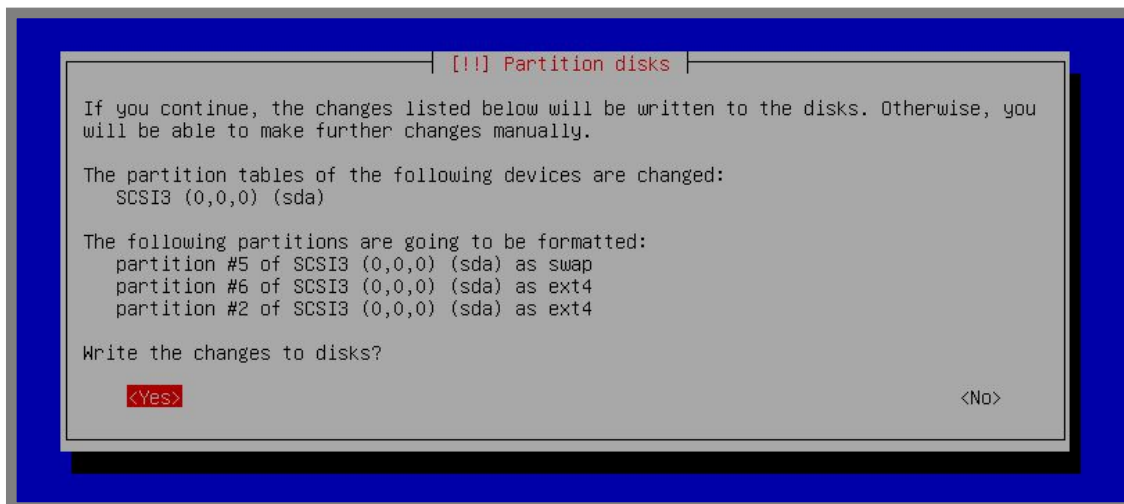 [!!] Partition disks
If you continue, the changes listed below will be written to the disks. Otherwise, you
will be able to make further changes manually.
The partition tables of the following devices are changed:
SCSI3 (0,0,0) (sda)
The following partitions are going to be formatted:
partition #5 of SCSI3 (0,0,0) (sda) as swap
partition #6 of SCSI3 (0,0,0) (sda) as ext4
partition #2 of SCSI3 (0,0,0) (sda) as ext4
Write the changes to disks?
<Yes> <No>